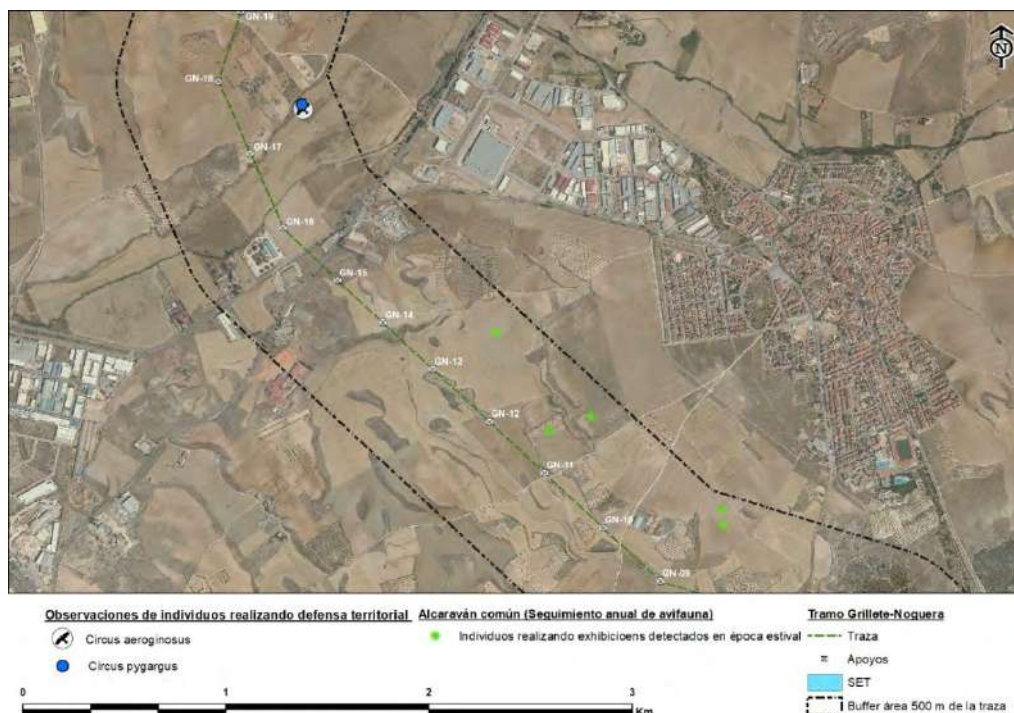 GN-19
N
GN-18
GN-17
GN-16
GN-15
GN-14
GN-13
GN-12
GN-11
GN-10
GN-09
Observaciones de individuos realizando defensa territorial
Circus aeroginosus
Circus pygargus
Alcaraván común (Seguimiento anual de avifauna)
Individuos realizando exhibicioens detectados en época estival
Tramo Grillete-Noguera
Traza
Apoyos
SET
Buffer área 500 m de la traza
0 1 2 3
Km